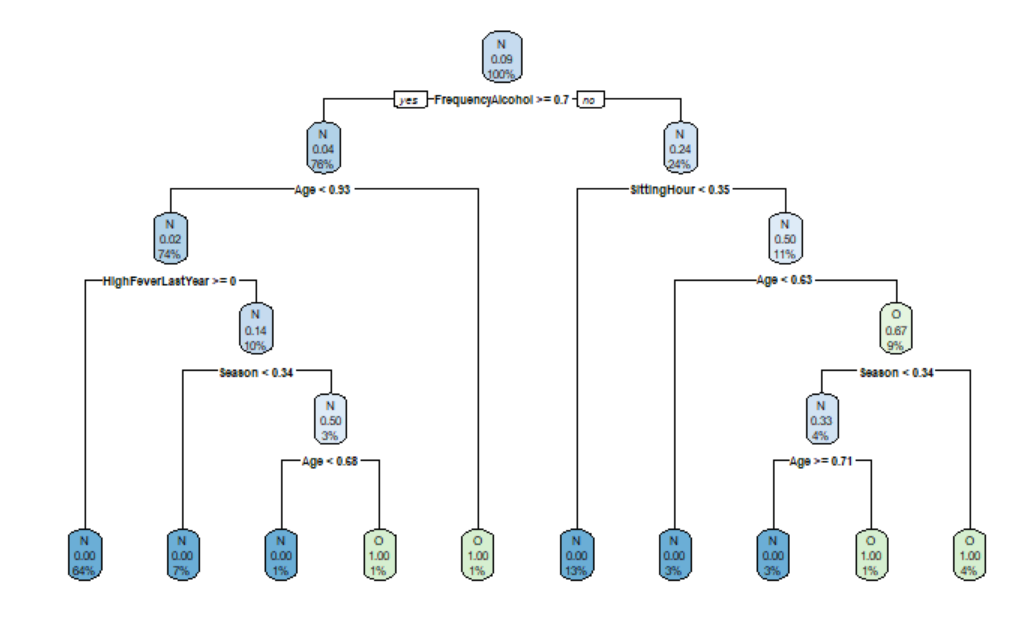 N
0.09
100%
yes FrequencyAlcohol >= 0.7 no
N
0.04
76%
N
0.24
24%
Age < 0.93
SittingHour < 0.35
N
0.02
74%
N
0.50
11%
HighFeverLastYear >= 0
Age < 0.63
N
0.14
10%
O
0.67
9%
Season < 0.34
Season < 0.34
N
0.50
3%
N
0.33
4%
Age < 0.68
Age >= 0.71
N
0.00
64%
N
0.00
7%
N
0.00
1%
O
1.00
1%
O
1.00
1%
N
0.00
13%
N
0.00
3%
N
0.00
3%
O
1.00
1%
O
1.00
4%